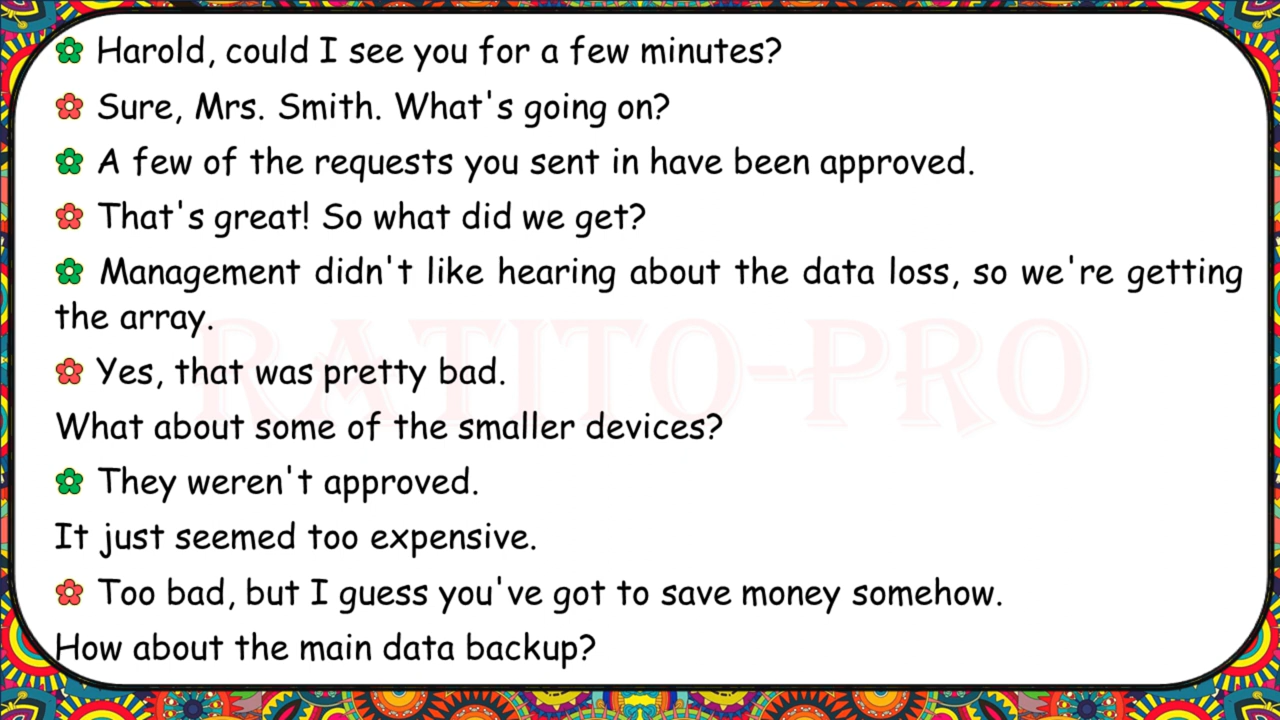 Harold, could I see you for a few minutes?
Sure, Mrs. Smith. What's going on?
A few of the requests you sent in have been approved.
That's great! So what did we get?
Management didn't like hearing about the data loss, so we're getting
the array.
RATITO-PRO
Yes, that was pretty bad.
What about some of the smaller devices?
They weren't approved.
It just seemed too expensive.
Too bad, but I guess you've got to save money somehow.
How about the main data backup?